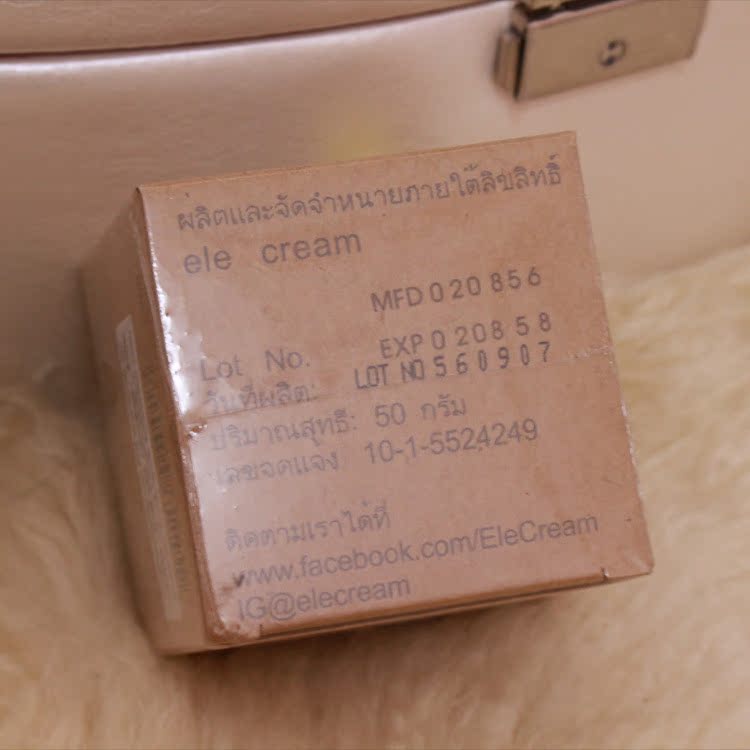 ผลิตและจัดจำหน่ายภายใต้ลิขสิทธิ์
ele cream
MFD 020856
EXP 020858
Lot No.
LOT NO 560907
วันที่ผลิต:
ปริมาณสุทธิ: 50 กรัม
เลขจดแจ้ง 10-1-5524249
ติดตามเราได้ที่
www.facebook.com/EleCream
IG@elecream